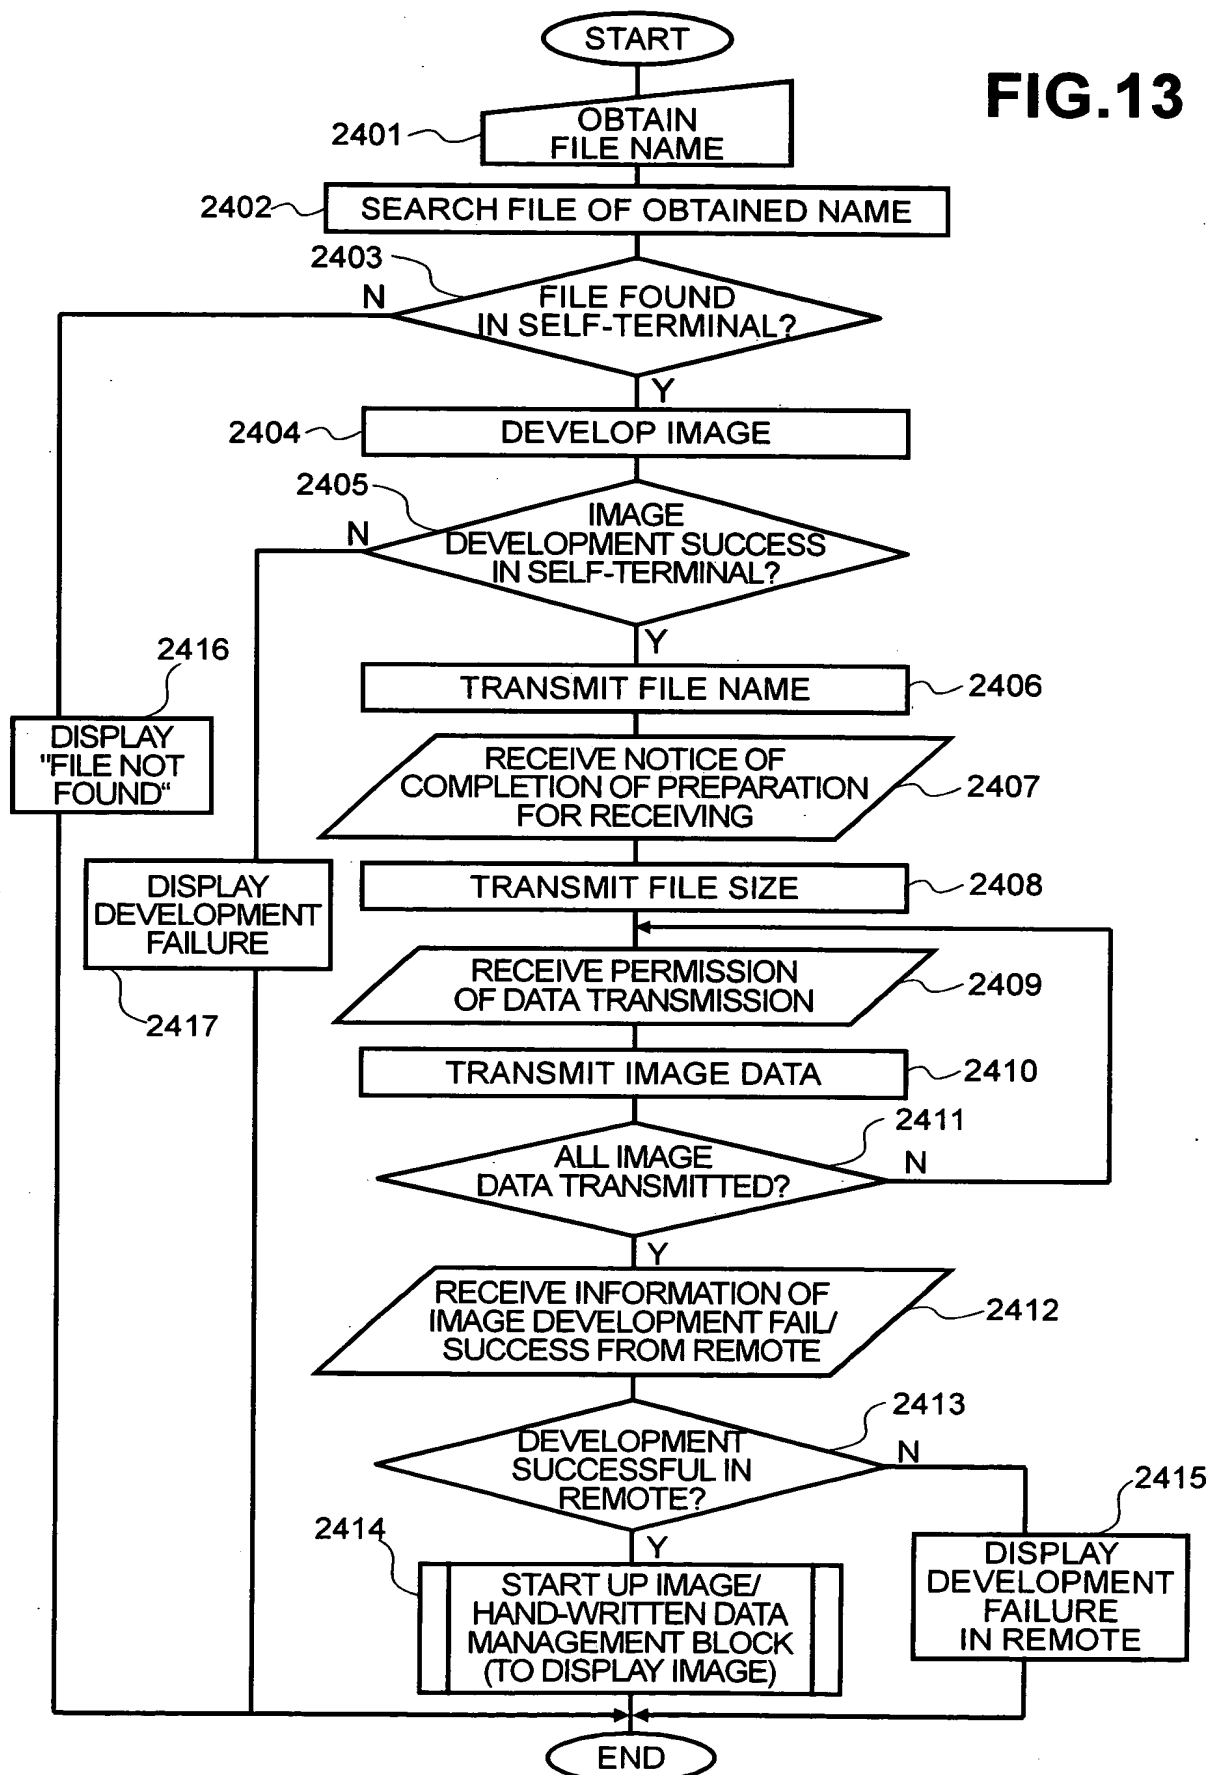 START
FIG.13
OBTAIN
FILE NAME
2401
2402
SEARCH FILE OF OBTAINED NAME
2403
N
FILE FOUND
IN SELF-TERMINAL?
Y
2404
DEVELOP IMAGE
2405
N
IMAGE
DEVELOPMENT SUCCESS
IN SELF-TERMINAL?
Y
2416
DISPLAY
"FILE NOT
FOUND"
TRANSMIT FILE NAME
2406
RECEIVE NOTICE OF
COMPLETION OF PREPARATION
FOR RECEIVING
2407
DISPLAY
DEVELOPMENT
FAILURE
2417
TRANSMIT FILE SIZE
2408
RECEIVE PERMISSION
OF DATA TRANSMISSION
2409
TRANSMIT IMAGE DATA
2410
2411
ALL IMAGE
DATA TRANSMITTED?
N
Y
RECEIVE INFORMATION OF
IMAGE DEVELOPMENT FAIL/
SUCCESS FROM REMOTE
2412
2413
DEVELOPMENT
SUCCESSFUL IN
REMOTE?
N
Y
2415
DISPLAY
DEVELOPMENT
FAILURE
IN REMOTE
2414
START UP IMAGE/
HAND-WRITTEN DATA
MANAGEMENT BLOCK
(TO DISPLAY IMAGE)
END